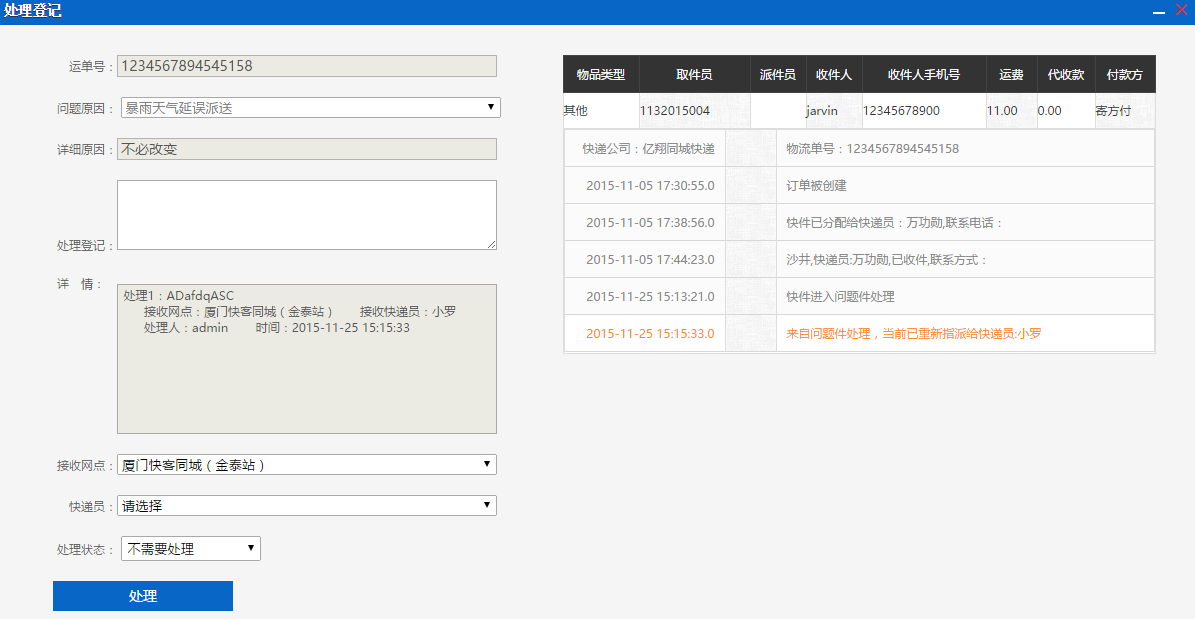 处理登记
运单号： 1234567894545158
问题原因： 暴雨天气延误派送
详细原因： 不必改变
处理登记：
详 情：
处理1：ADafdqASC
接收网点：厦门快客同城（金泰站） 接收快递员：小罗
处理人：admin 时间：2015-11-25 15:15:33
接收网点： 厦门快客同城（金泰站）
快递员： 请选择
处理状态： 不需要处理
处理
物品类型 取件员 派件员 收件人 收件人手机号 运费 代收款 付款方
其他 1132015004 jarvin 12345678900 11.00 0.00 寄方付
快递公司：亿翔同城快递 物流单号：1234567894545158
2015-11-05 17:30:55.0 订单被创建
2015-11-05 17:38:56.0 快件已分配给快递员：万功勋,联系电话：
2015-11-05 17:44:23.0 沙井,快递员:万功勋,已收件,联系方式：
2015-11-25 15:13:21.0 快件进入问题件处理
2015-11-25 15:15:33.0 来自问题件处理，当前已重新指派给快递员:小罗